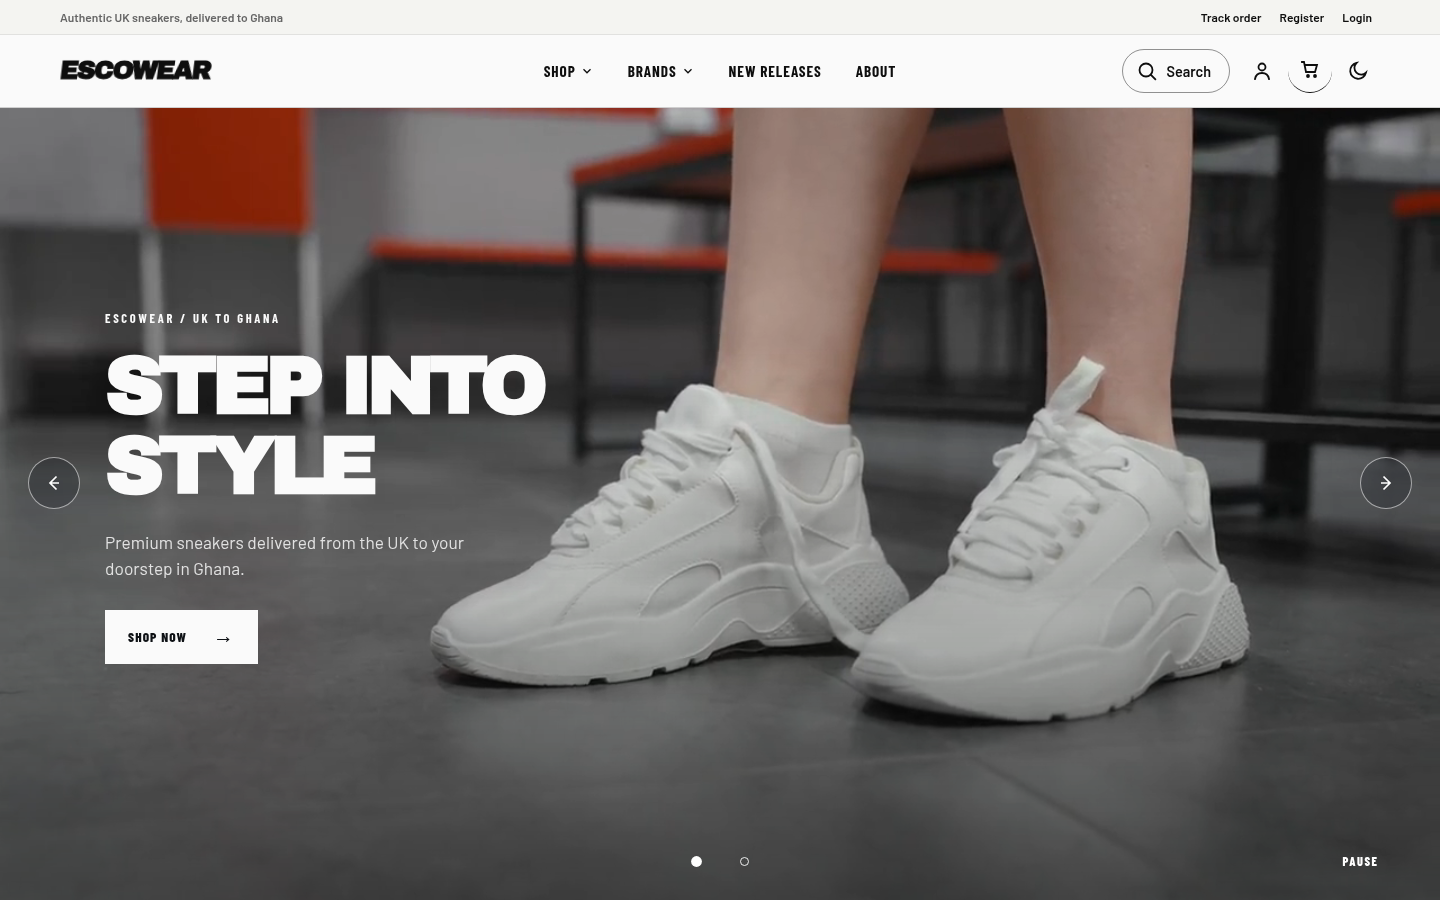 Authentic UK sneakers, delivered to Ghana
Track order Register Login
ESCOWEAR
SHOP BRANDS NEW RELEASES ABOUT
Search
ESCOWEAR / UK TO GHANA
STEP INTO
STYLE
Premium sneakers delivered from the UK to your
doorstep in Ghana.
SHOP NOW →
PAUSE